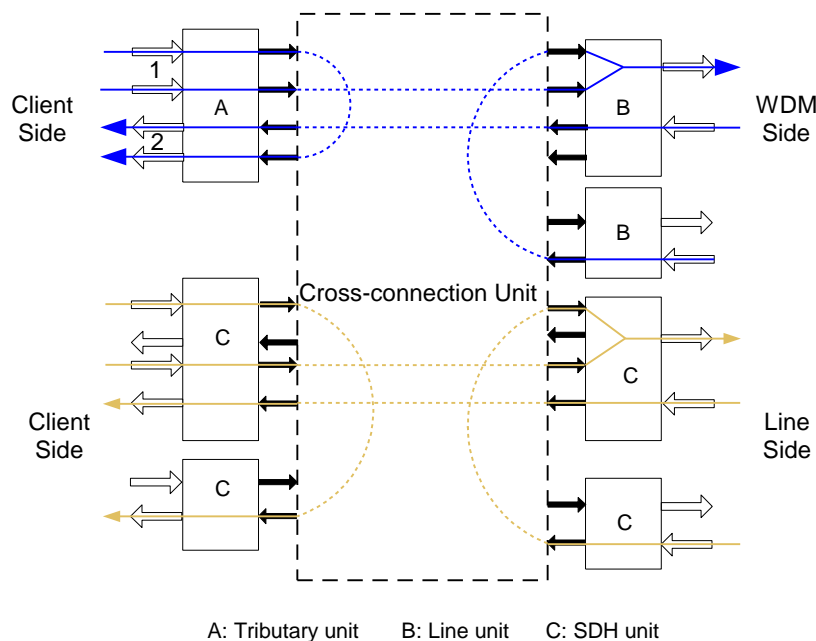 1
Client
Side
A
2
B
WDM
Side
B
Cross-connection Unit
C
C
Client
Side
Line
Side
C
C
A: Tributary unit B: Line unit C: SDH unit